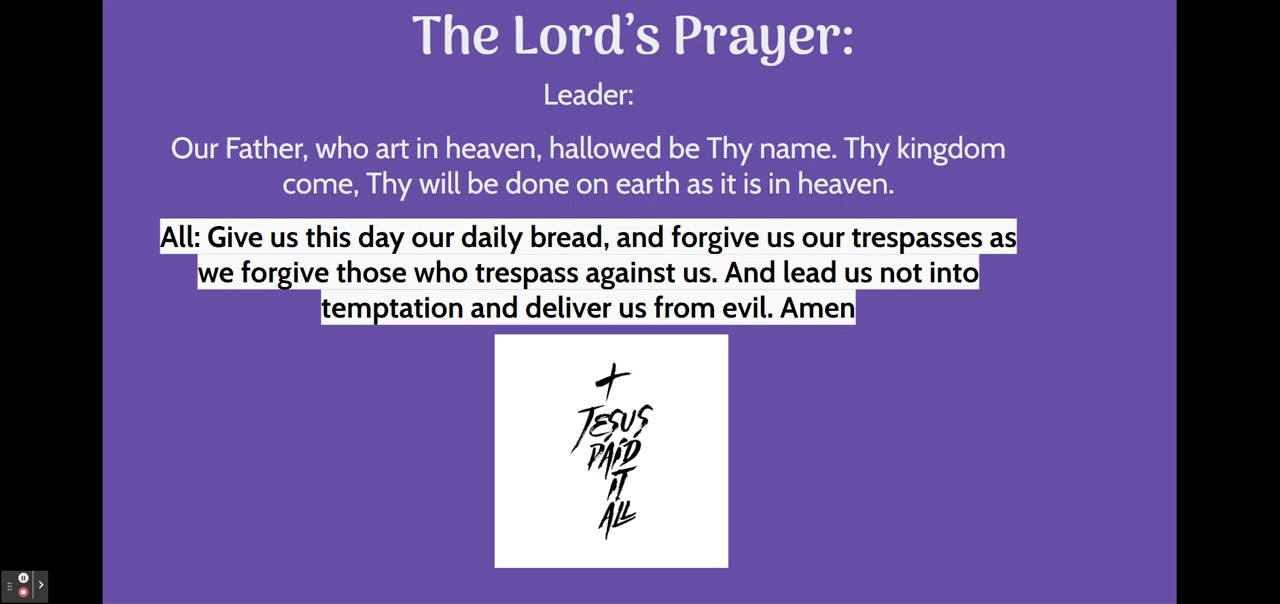 The Lord's Prayer:
Leader:
Our Father, who art in heaven, hallowed be Thy name. Thy kingdom
come, Thy will be done on earth as it is in heaven.
All: Give us this day our daily bread, and forgive us our trespasses as
we forgive those who trespass against us. And lead us not into
temptation and deliver us from evil. Amen
JESUS
PAID
IT
ALL